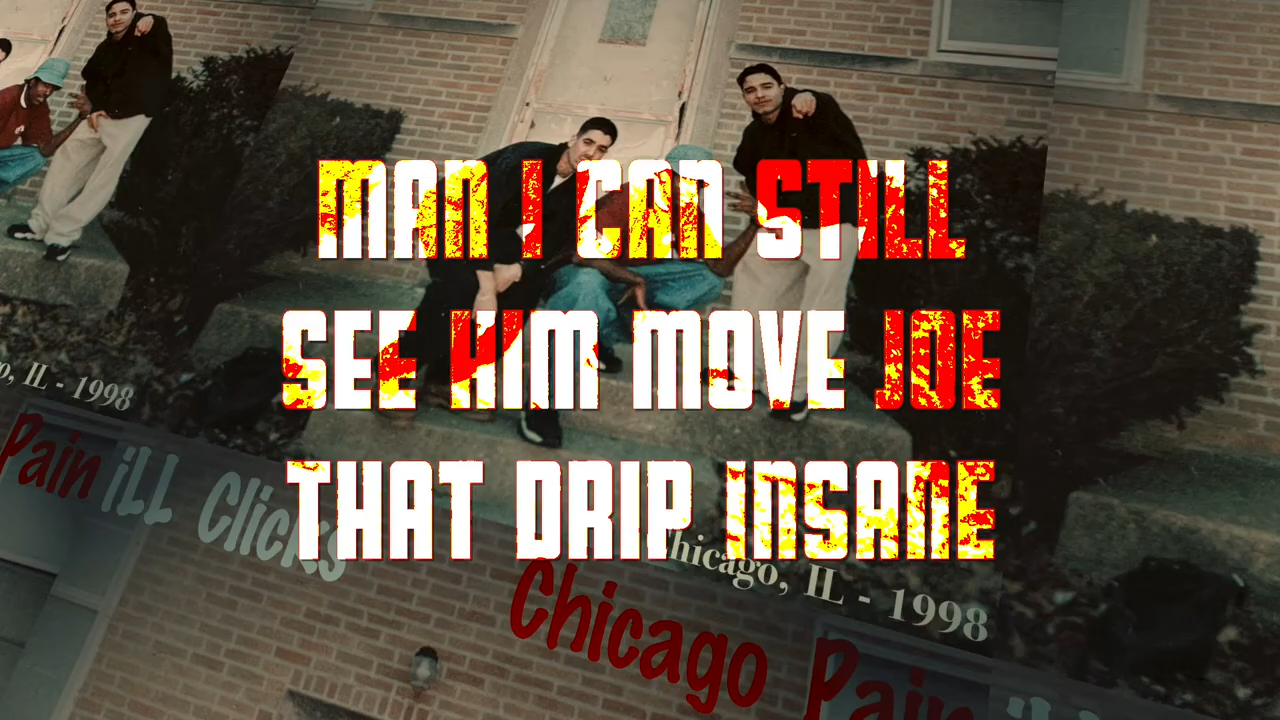 MAN I CAN STILL
SEE HIM MOVE JOE
THAT DRIP INSANE
o, IL - 1998
Pain iLL Clicks
Chicago, IL - 1998
Chicago Pain